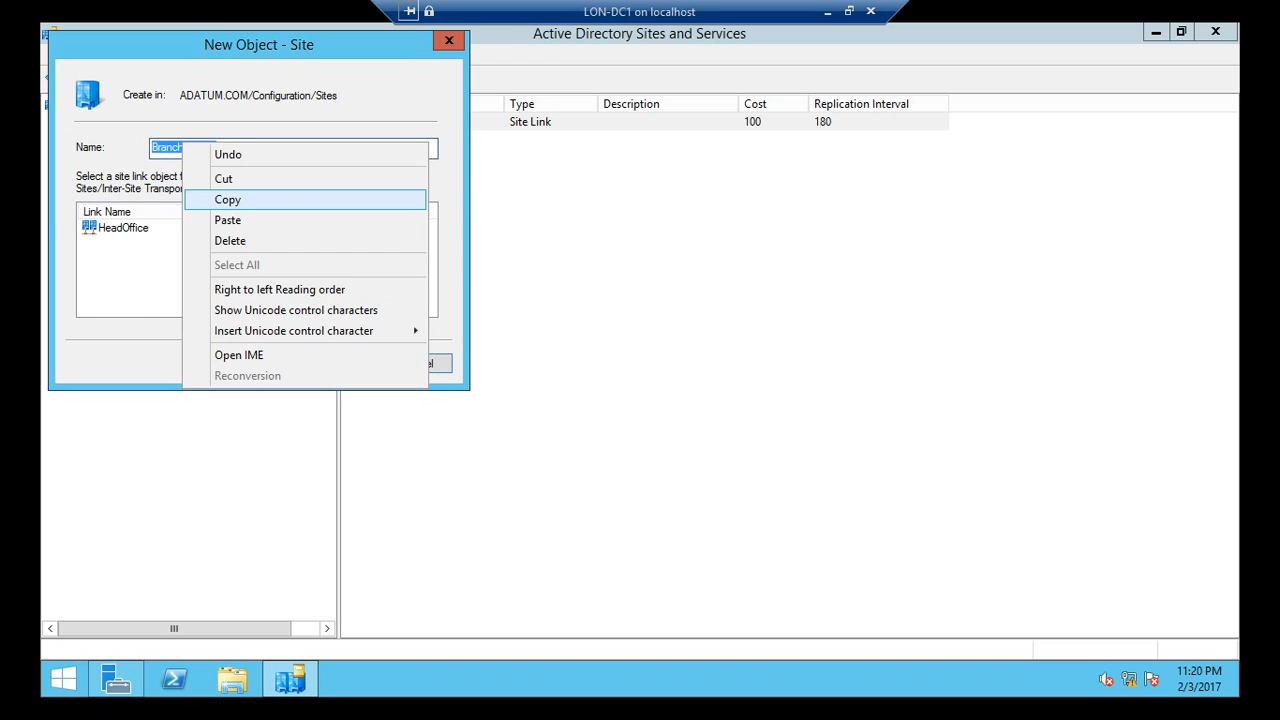 LON-DC1 on localhost
Active Directory Sites and Services
New Object - Site
Create in: ADATUM.COM/Configuration/Sites
Name: Branch
Select a site link object
Sites/Inter-Site Transpor
Link Name
HeadOffice
Undo
Cut
Copy
Paste
Delete
Select All
Right to left Reading order
Show Unicode control characters
Insert Unicode control character
Open IME
Reconversion
Type Description Cost Replication Interval
Site Link 100 180
11:20 PM
2/3/2017